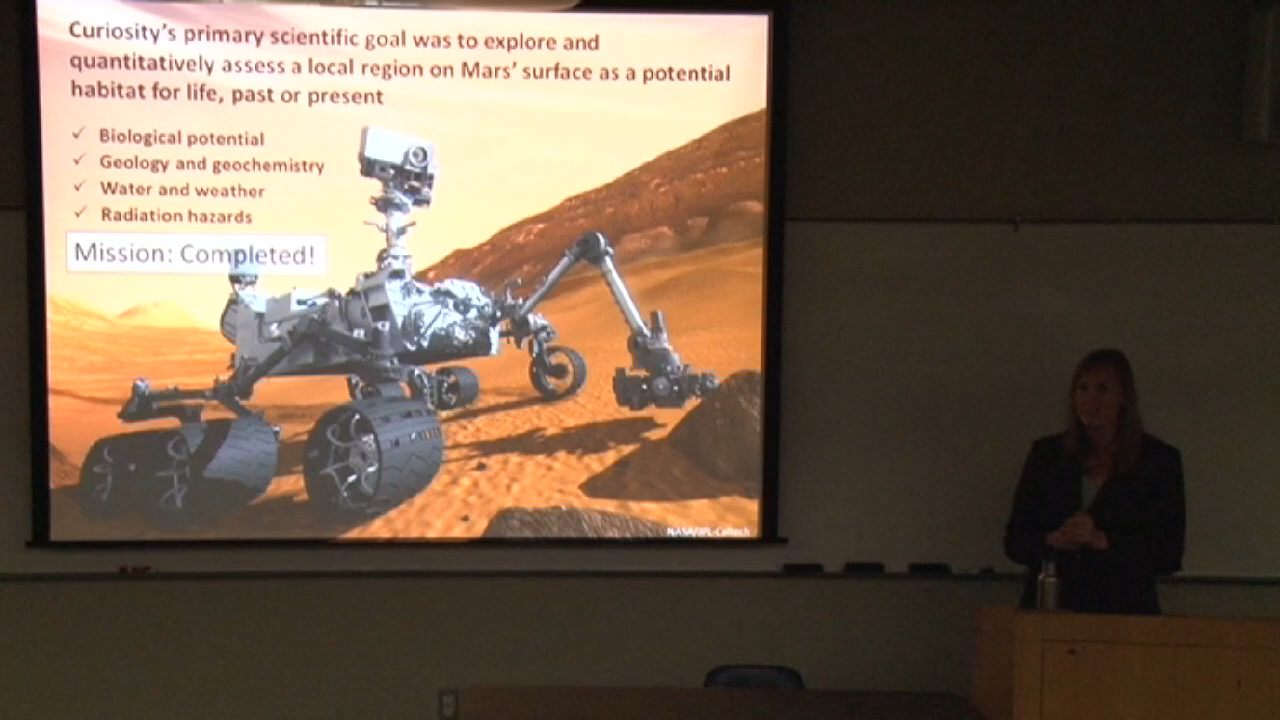 Curiosity's primary scientific goal was to explore and
quantitatively assess a local region on Mars' surface as a potential
habitat for life, past or present
✓ Biological potential
✓ Geology and geochemistry
✓ Water and weather
✓ Radiation hazards
Mission: Completed!
NASA/JPL-Caltech